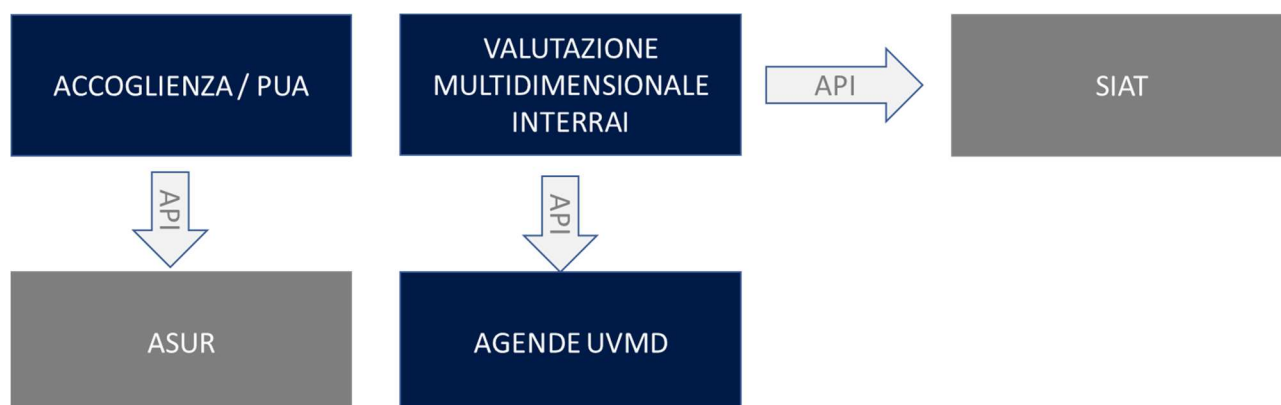 ACCOGLIENZA / PUA
VALUTAZIONE
MULTIDIMENSIONALE
INTERRAI
API
SIAT
API
API
ASUR
AGENDE UVMD